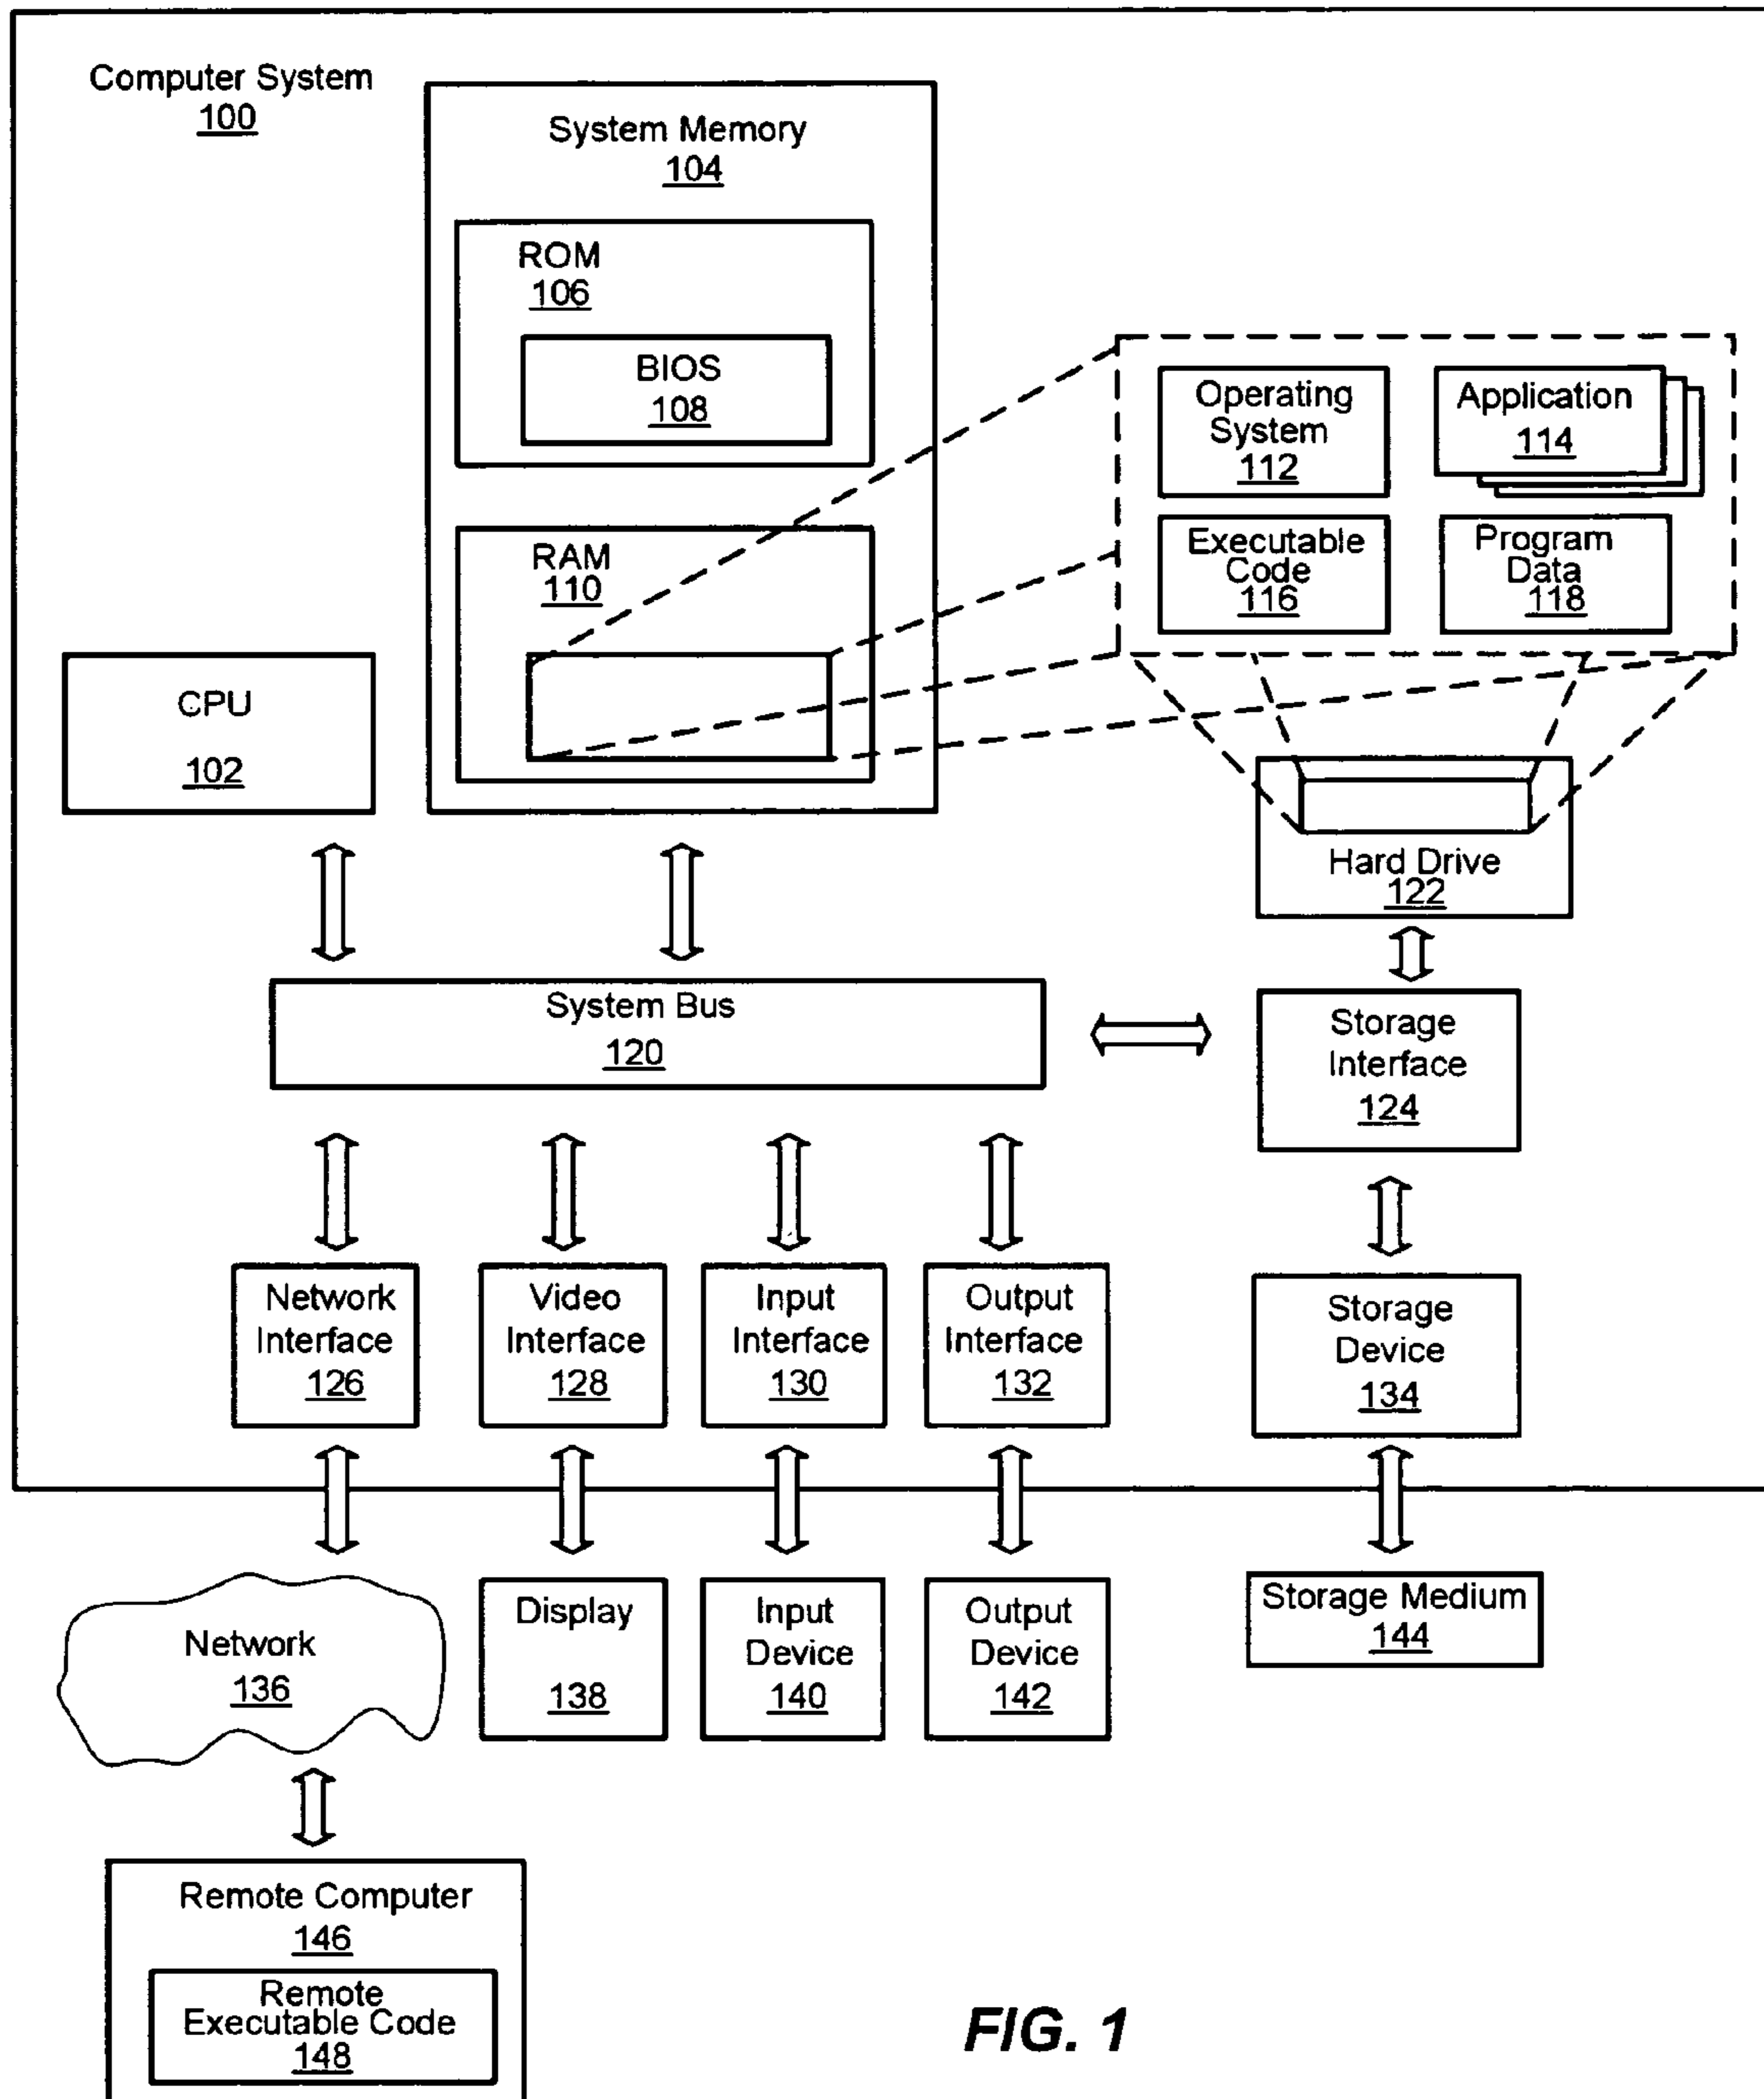 Computer System
100
System Memory
104
ROM
106
BIOS
108
RAM
110
Operating
System
112
Application
114
Executable
Code
116
Program
Data
118
CPU
102
Hard Drive
122
System Bus
120
Storage
Interface
124
Network
Interface
126
Video
Interface
128
Input
Interface
130
Output
Interface
132
Storage
Device
134
Network
136
Display
138
Input
Device
140
Output
Device
142
Storage Medium
144
Remote Computer
146
Remote
Executable Code
148
FIG. 1